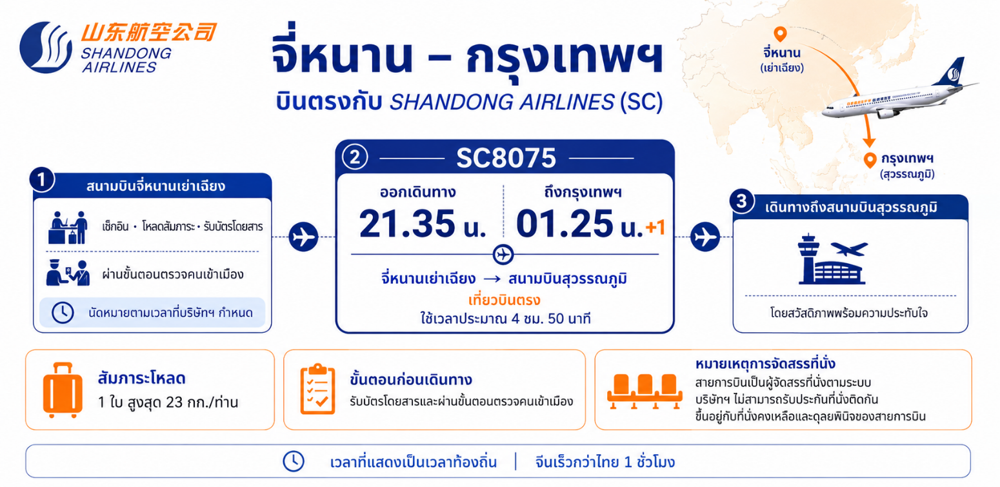 山东航空公司
SHANDONG
AIRLINES
จี่หนาน – กรุงเทพฯ
บินตรงกับ SHANDONG AIRLINES (SC)
จี่หนาน
(เย่าเฉียง)
กรุงเทพฯ
(สุวรรณภูมิ)
1
สนามบินจี่หนานเย่าเฉียง
เช็กอิน • โหลดสัมภาระ • รับบัตรโดยสาร
ผ่านขั้นตอนตรวจคนเข้าเมือง
นัดหมายตามเวลาที่บริษัทฯ กำหนด
2
SC8075
ออกเดินทาง
21.35 น.
ถึงกรุงเทพฯ
01.25 น.+1
จี่หนานเย่าเฉียง → สนามบินสุวรรณภูมิ
เที่ยวบินตรง
ใช้เวลาประมาณ 4 ชม. 50 นาที
3
เดินทางถึงสนามบินสุวรรณภูมิ
โดยสวัสดิภาพพร้อมความประทับใจ
สัมภาระโหลด
1 ใบ สูงสุด 23 กก./ท่าน
ขั้นตอนก่อนเดินทาง
รับบัตรโดยสารและผ่านขั้นตอนตรวจคนเข้าเมือง
หมายเหตุการจัดสรรที่นั่ง
สายการบินเป็นผู้จัดสรรที่นั่งตามระบบ
บริษัทฯ ไม่สามารถรับประกันที่นั่งติดกัน
ขึ้นอยู่กับที่นั่งคงเหลือและดุลยพินิจของสายการบิน
เวลาที่แสดงเป็นเวลาท้องถิ่น | จีนเร็วกว่าไทย 1 ชั่วโมง